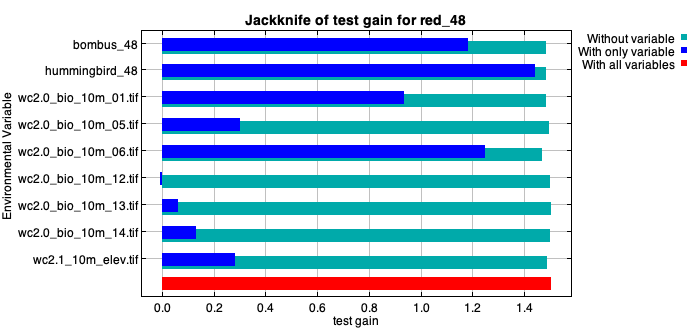 Jackknife of test gain for red_48
Without variable
With only variable
With all variables
Environmental Variable
bombus_48
hummingbird_48
wc2.0_bio_10m_01.tif
wc2.0_bio_10m_05.tif
wc2.0_bio_10m_06.tif
wc2.0_bio_10m_12.tif
wc2.0_bio_10m_13.tif
wc2.0_bio_10m_14.tif
wc2.1_10m_elev.tif
0.0 0.2 0.4 0.6 0.8 1.0 1.2 1.4
test gain